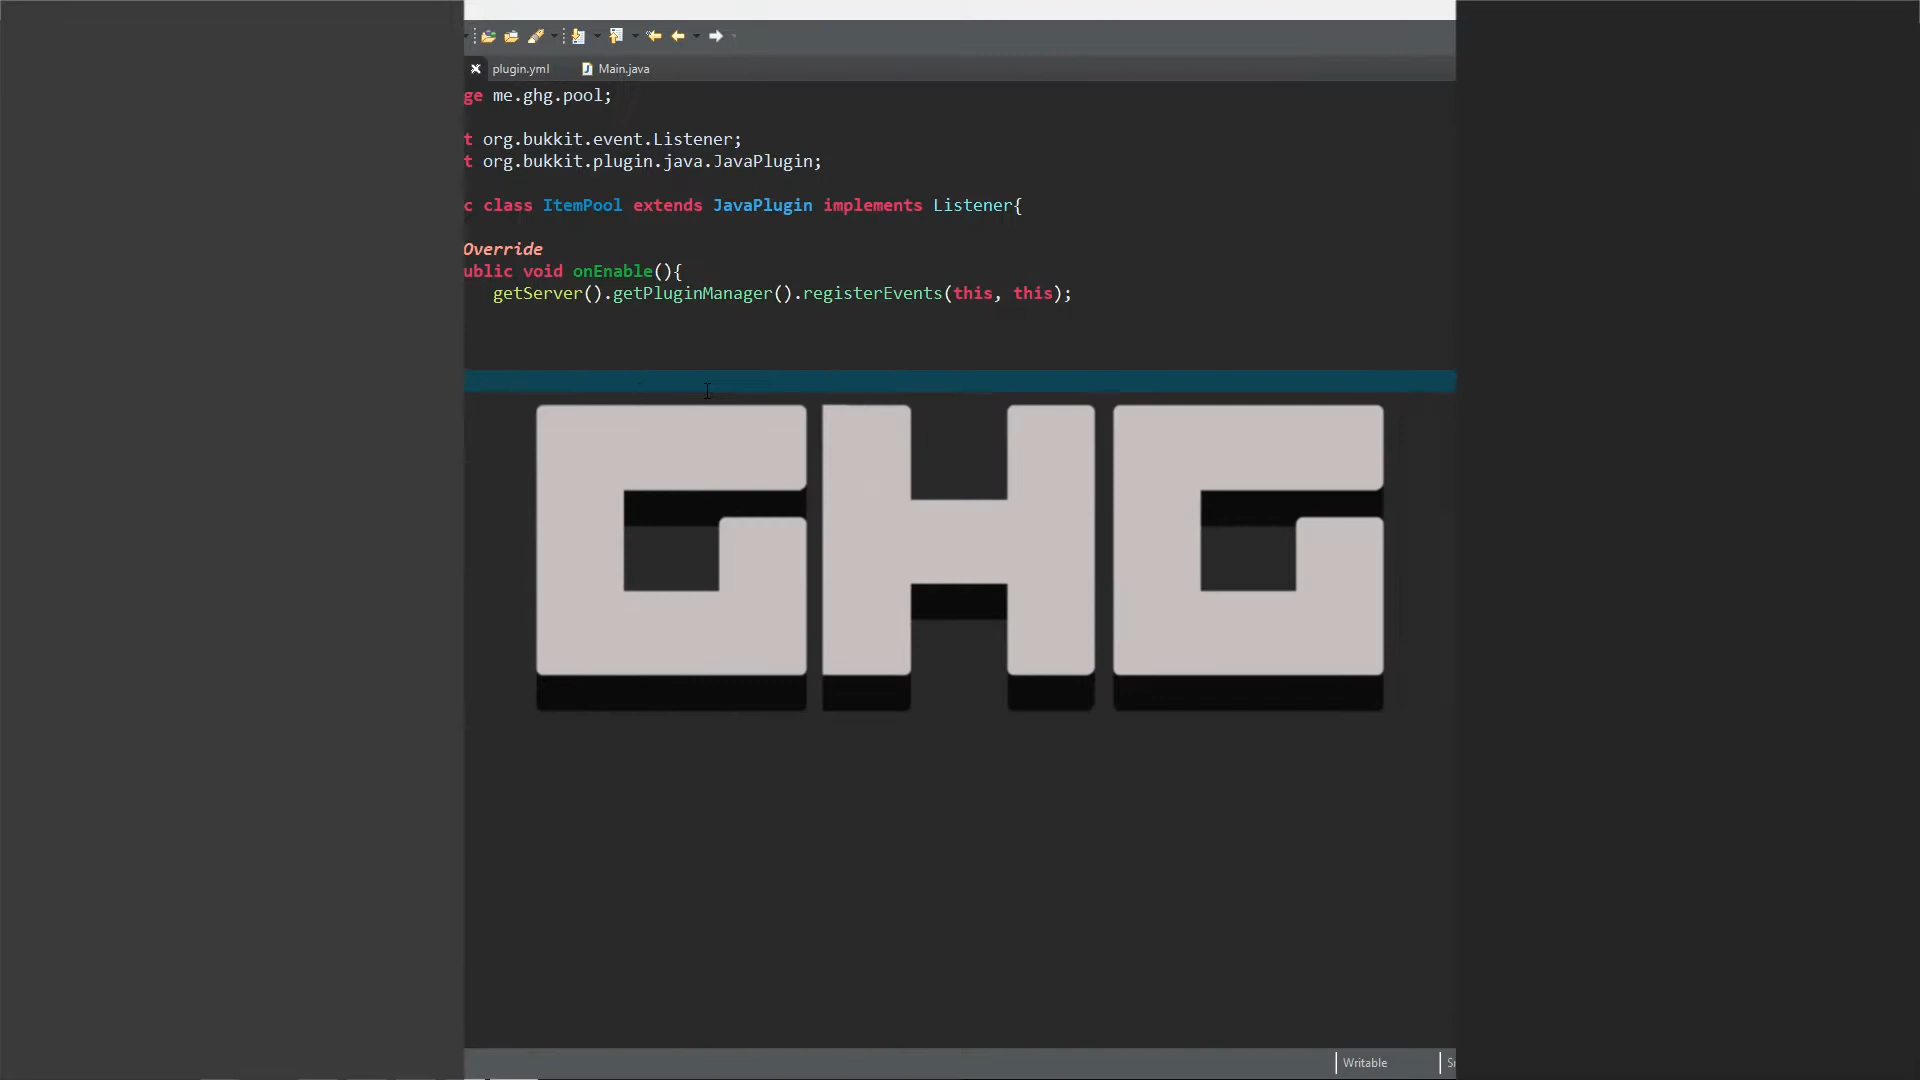 plugin.yml Main.java
ge me.ghg.pool;
t org.bukkit.event.Listener;
t org.bukkit.plugin.java.JavaPlugin;
c class ItemPool extends JavaPlugin implements Listener{
Override
ublic void onEnable(){
getServer().getPluginManager().registerEvents(this, this);
GHG
Writable